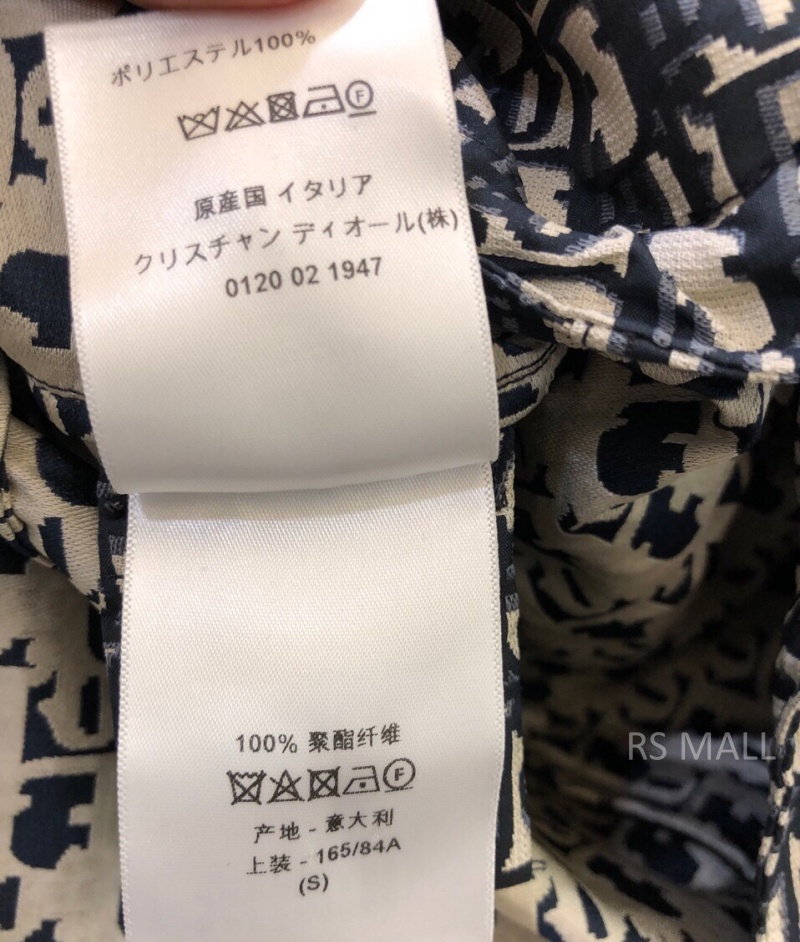 ポリエステル100%
原産国 イタリア
クリスチャン ディオール(株)
0120 02 1947
100% 聚酯纤维
产地 - 意大利
上装 - 165/84A
(S)
RS MALL